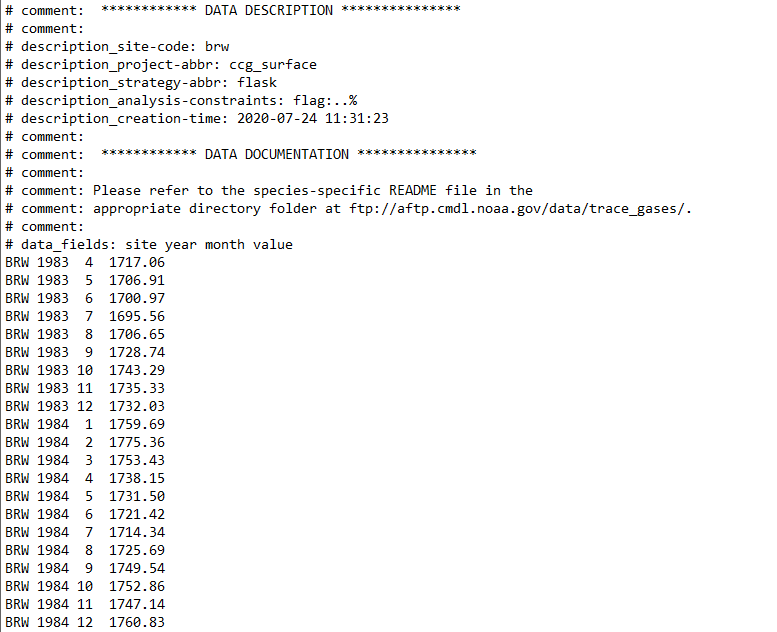 # comment:  ************ DATA DESCRIPTION ***************
# comment:
# description_site-code: brw
# description_project-abbr: ccg_surface
# description_strategy-abbr: flask
# description_analysis-constraints: flag:..%
# description_creation-time: 2020-07-24 11:31:23
# comment:
# comment:  ************ DATA DOCUMENTATION ***************
# comment:
# comment: Please refer to the species-specific README file in the
# comment: appropriate directory folder at ftp://aftp.cmdl.noaa.gov/data/trace_gases/.
# comment:
# data_fields: site year month value
BRW 1983  4  1717.06
BRW 1983  5  1706.91
BRW 1983  6  1700.97
BRW 1983  7  1695.56
BRW 1983  8  1706.65
BRW 1983  9  1728.74
BRW 1983 10  1743.29
BRW 1983 11  1735.33
BRW 1983 12  1732.03
BRW 1984  1  1759.69
BRW 1984  2  1775.36
BRW 1984  3  1753.43
BRW 1984  4  1738.15
BRW 1984  5  1731.50
BRW 1984  6  1721.42
BRW 1984  7  1714.34
BRW 1984  8  1725.69
BRW 1984  9  1749.54
BRW 1984 10  1752.86
BRW 1984 11  1747.14
BRW 1984 12  1760.83